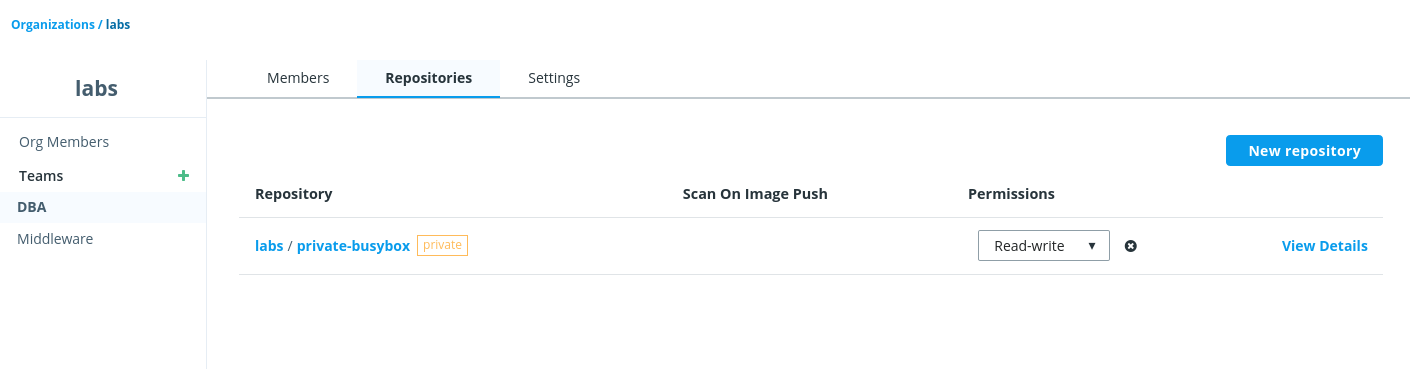 Organizations / labs
labs
Org Members
Teams
DBA
Middleware
Members Repositories Settings
New repository
Repository Scan On Image Push Permissions
labs / private-busybox private Read-write View Details